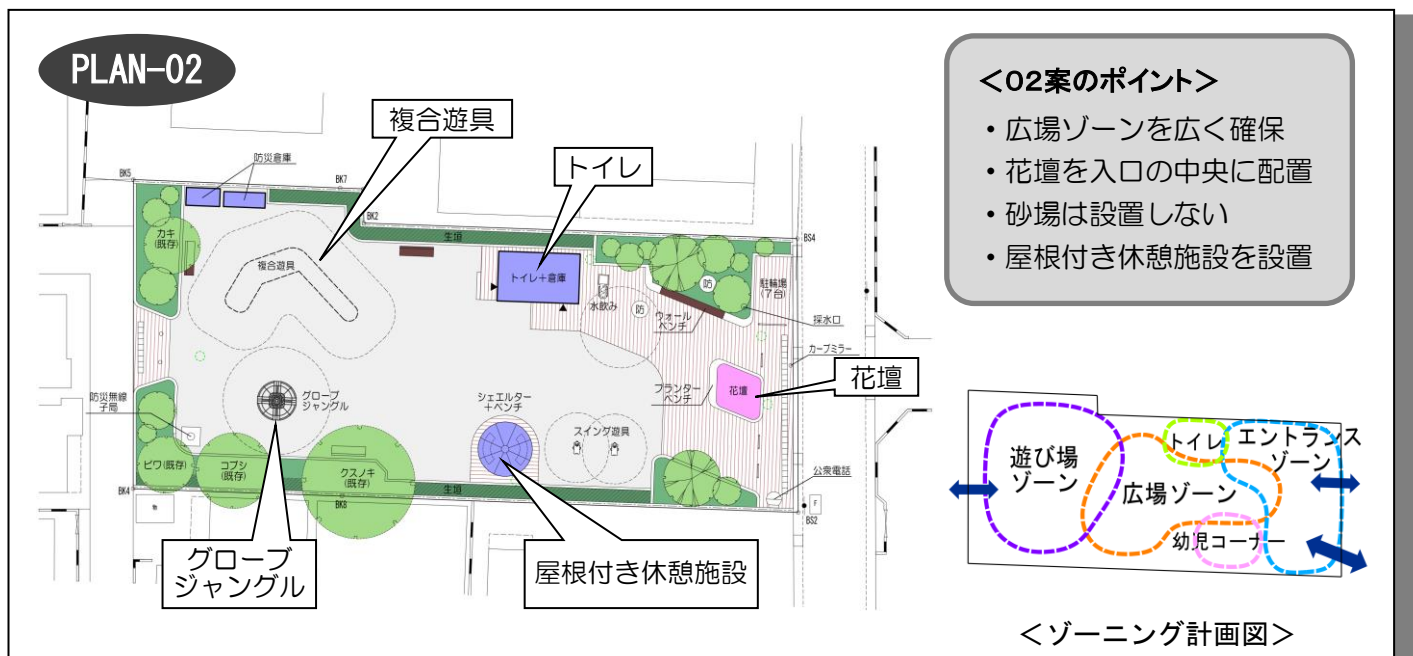 PLAN-02
<02案のポイント>
・広場ゾーンを広く確保
・花壇を入口の中央に配置
・砂場は設置しない
・屋根付き休憩施設を設置
複合遊具
トイレ
防災倉庫
BK5
BK7
BK2
BS4
生垣
カキ
(既存)
複合遊具
トイレ+倉庫
水飲み
防
防
ウォール
ベンチ
駐輪場
(7台)
採水口
カーブミラー
花壇
プランター
ベンチ
花壇
グローブ
ジャングル
シェエルター
+ベンチ
スイング遊具
防災無線
子局
ビワ(既存)
コブシ
(既存)
クスノキ
(既存)
生垣
公衆電話
F
BK4
BK8
BS2
グローブ
ジャングル
屋根付き休憩施設
遊び場
ゾーン
広場ゾーン
トイレ
エントランス
ゾーン
幼児コーナー
<ゾーニング計画図>